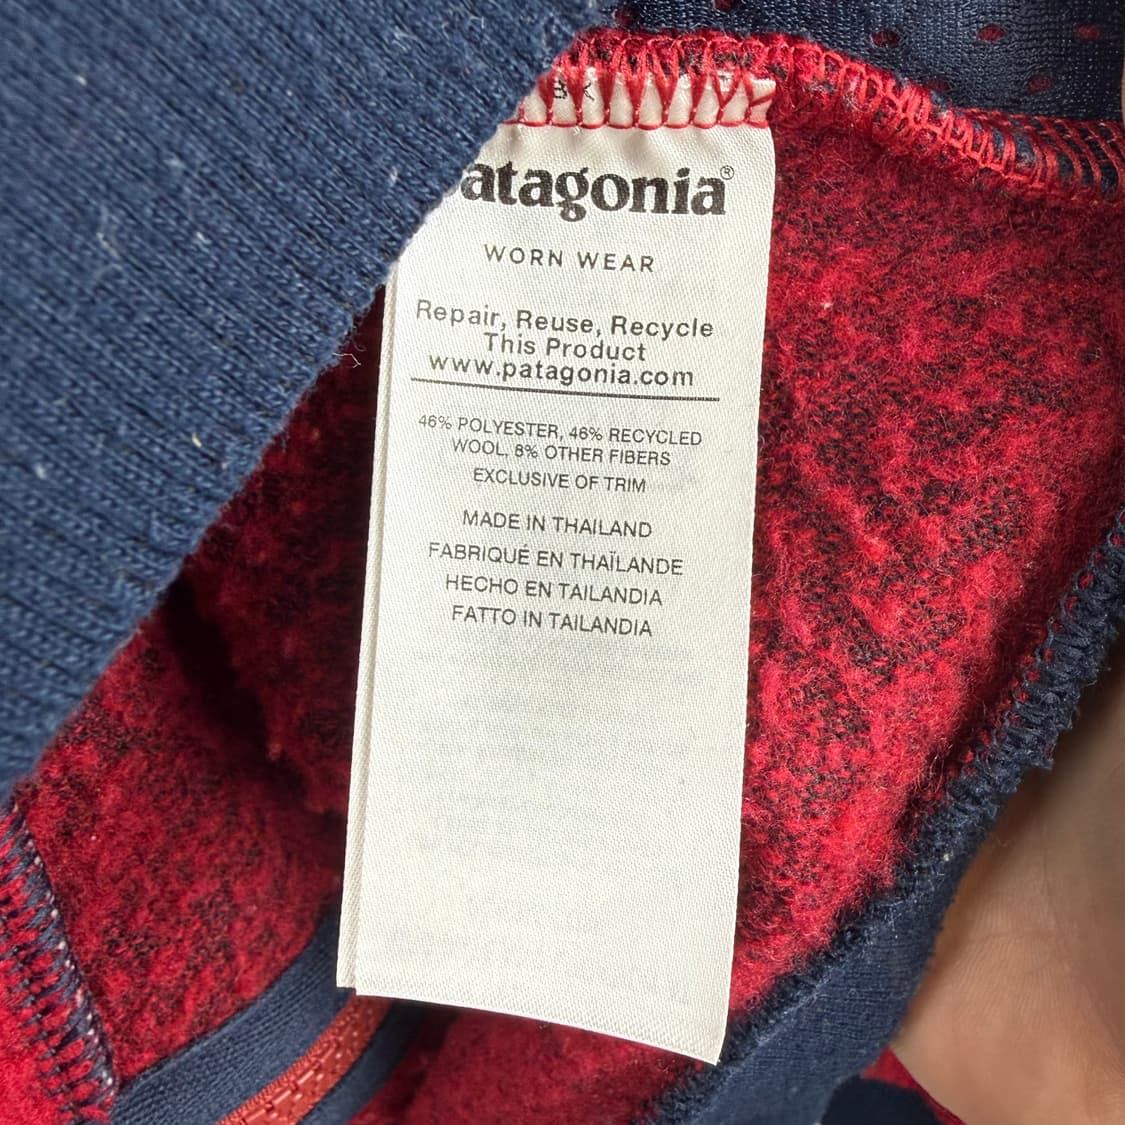 patagonia®
WORN WEAR
Repair, Reuse, Recycle
This Product
www.patagonia.com
46% POLYESTER, 46% RECYCLED
WOOL, 8% OTHER FIBERS
EXCLUSIVE OF TRIM
MADE IN THAILAND
FABRIQUÉ EN THAÏLANDE
HECHO EN TAILANDIA
FATTO IN TAILANDIA